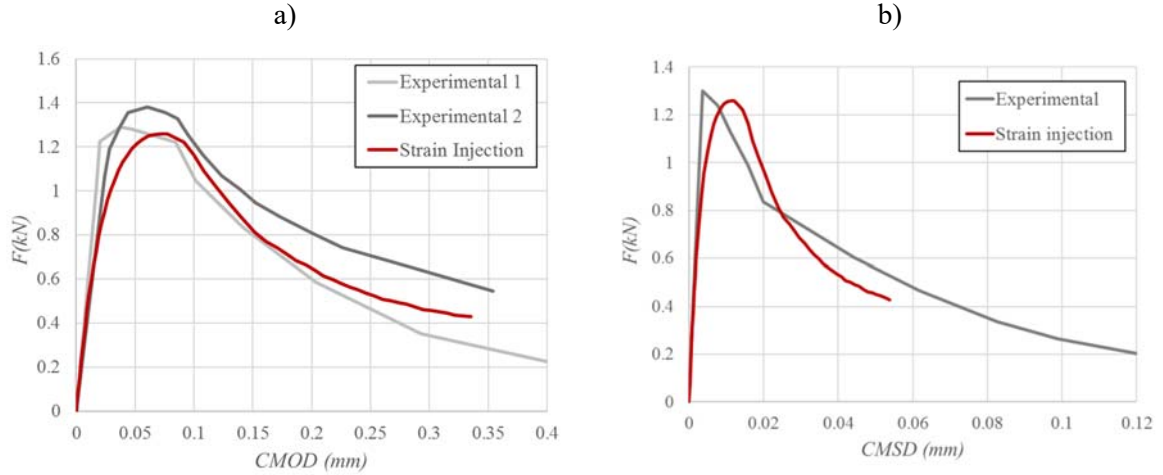 a)
1.6
1.4
1.2
1
0.8
0.6
0.4
0.2
0
F(kN)
Experimental 1
Experimental 2
Strain Injection
0 0.05 0.1 0.15 0.2 0.25 0.3 0.35 0.4
CMOD (mm)
b)
1.4
1.2
1
0.8
0.6
0.4
0.2
0
F(kN)
Experimental
Strain injection
0 0.02 0.04 0.06 0.08 0.1 0.12
CMSD (mm)